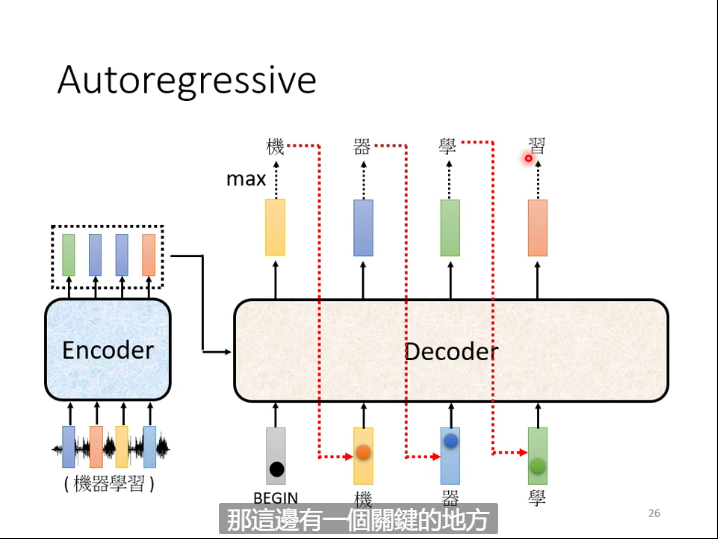 Autoregressive
機 器 學 習
max
Encoder
Decoder
(機器學習)
BEGIN 機 器 學
那這邊有一個關鍵的地方
26